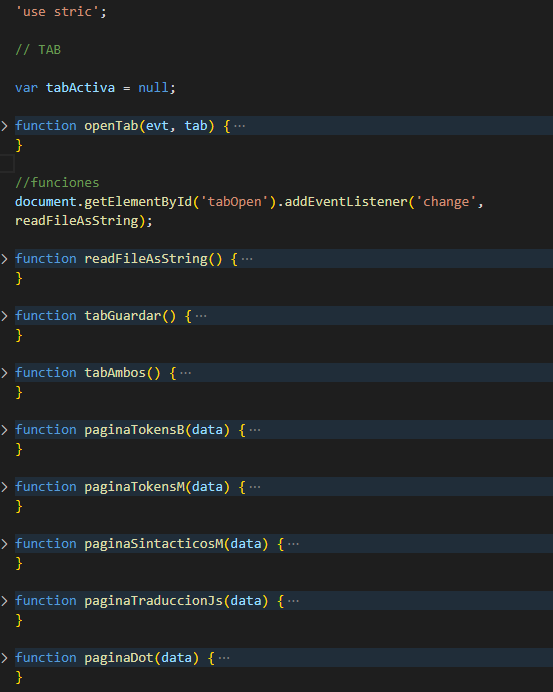 'use stric';
// TAB
var tabActiva = null;
function openTab(evt, tab) {···
}
//funciones
document.getElementById('tabOpen').addEventListener('change',
readFileAsString);
function readFileAsString() {···
}
function tabGuardar() {···
}
function tabAmbos() {···
}
function paginaTokensB(data) {···
}
function paginaTokensM(data) {···
}
function paginaSintacticosM(data) {···
}
function paginaTraduccionJs(data) {···
}
function paginaDot(data) {···
}